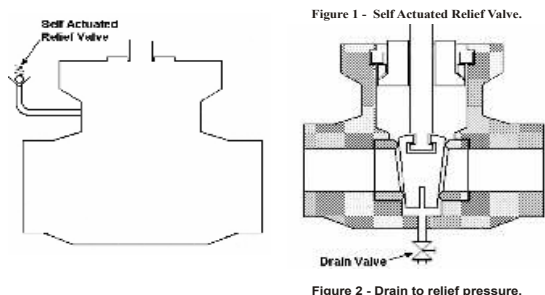 Self Actuated
Relief Valve
Figure 1 - Self Actuated Relief Valve.
Drain Valve
Figure 2 - Drain to relief pressure.